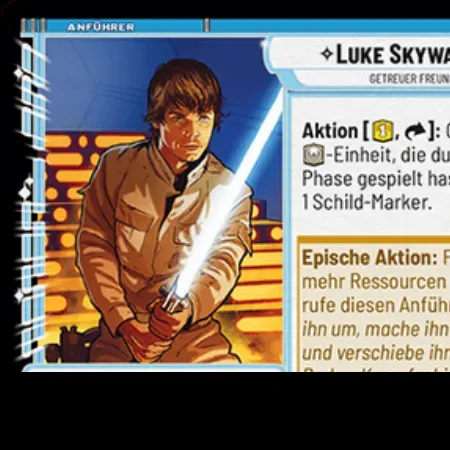 ANFÜHRER
LUKE SKYWA
GETREUER FREUN
Aktion [1, ]:
-Einheit, die du
Phase gespielt has
1 Schild-Marker.
Epische Aktion: F
mehr Ressourcen
rufe diesen Anführ
ihn um, mache ihn
und verschiebe ihn